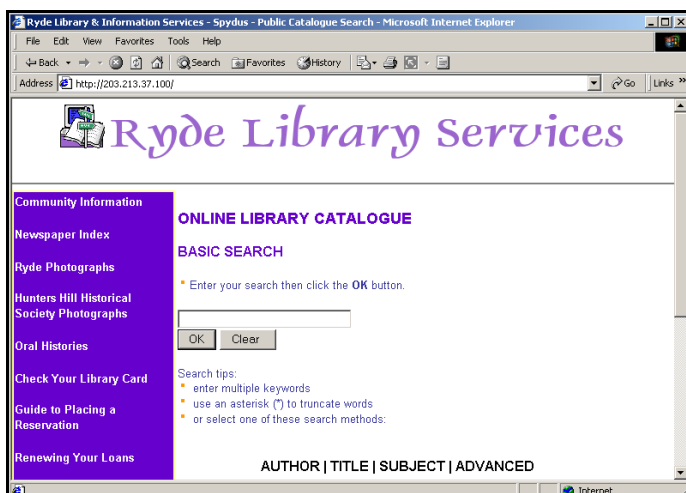 Ryde Library & Information Services - Spydus - Public Catalogue Search - Microsoft Internet Explorer
File Edit View Favorites Tools Help
Back Search Favorites History
Address http://203.213.37.100/ Go Links »
Ryde Library Services
Community Information
Newspaper Index
Ryde Photographs
Hunters Hill Historical
Society Photographs
Oral Histories
Check Your Library Card
Guide to Placing a
Reservation
Renewing Your Loans
ONLINE LIBRARY CATALOGUE
BASIC SEARCH
Enter your search then click the OK button.
OK Clear
Search tips:
enter multiple keywords
use an asterisk (*) to truncate words
or select one of these search methods:
AUTHOR | TITLE | SUBJECT | ADVANCED
Internet